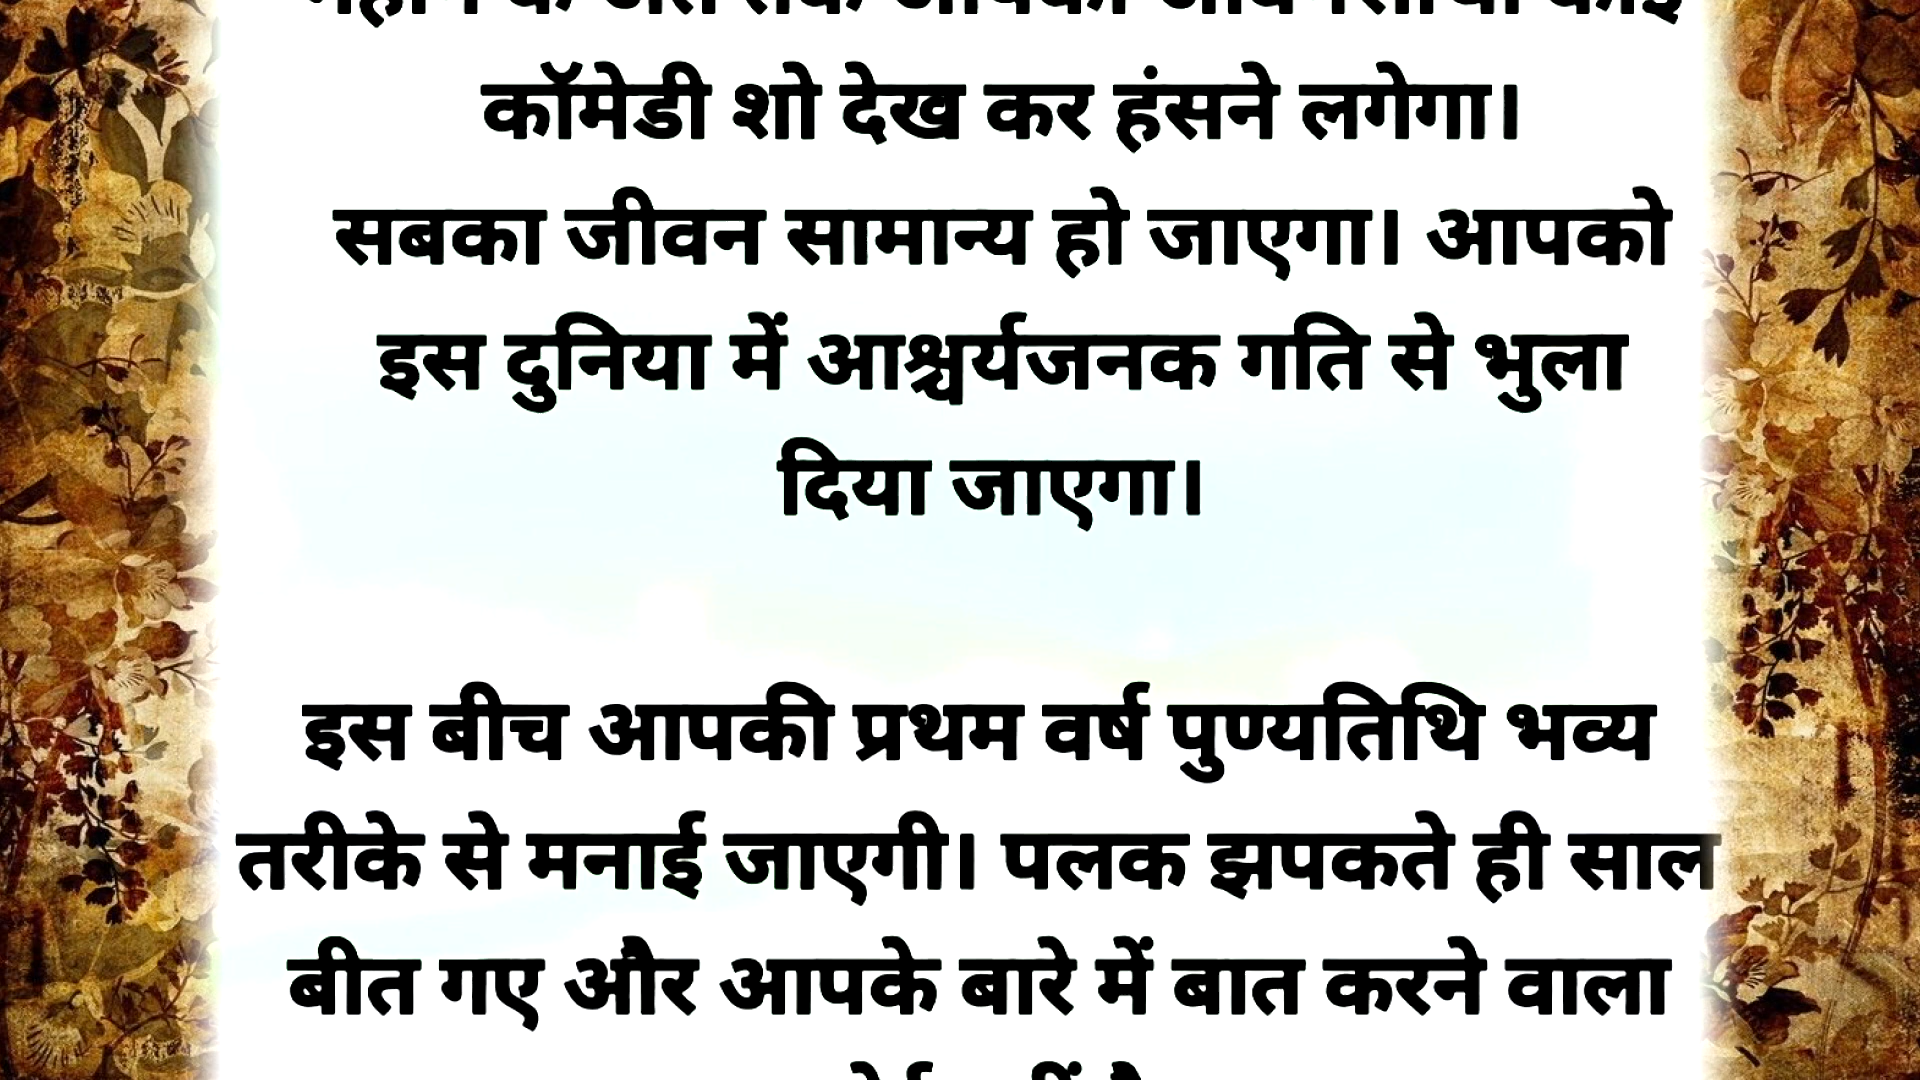 कॉमेडी शो देख कर हंसने लगेगा।
सबका जीवन सामान्य हो जाएगा। आपको
इस दुनिया में आश्चर्यजनक गति से भुला
दिया जाएगा।
इस बीच आपकी प्रथम वर्ष पुण्यतिथि भव्य
तरीके से मनाई जाएगी। पलक झपकते ही साल
बीत गए और आपके बारे में बात करने वाला